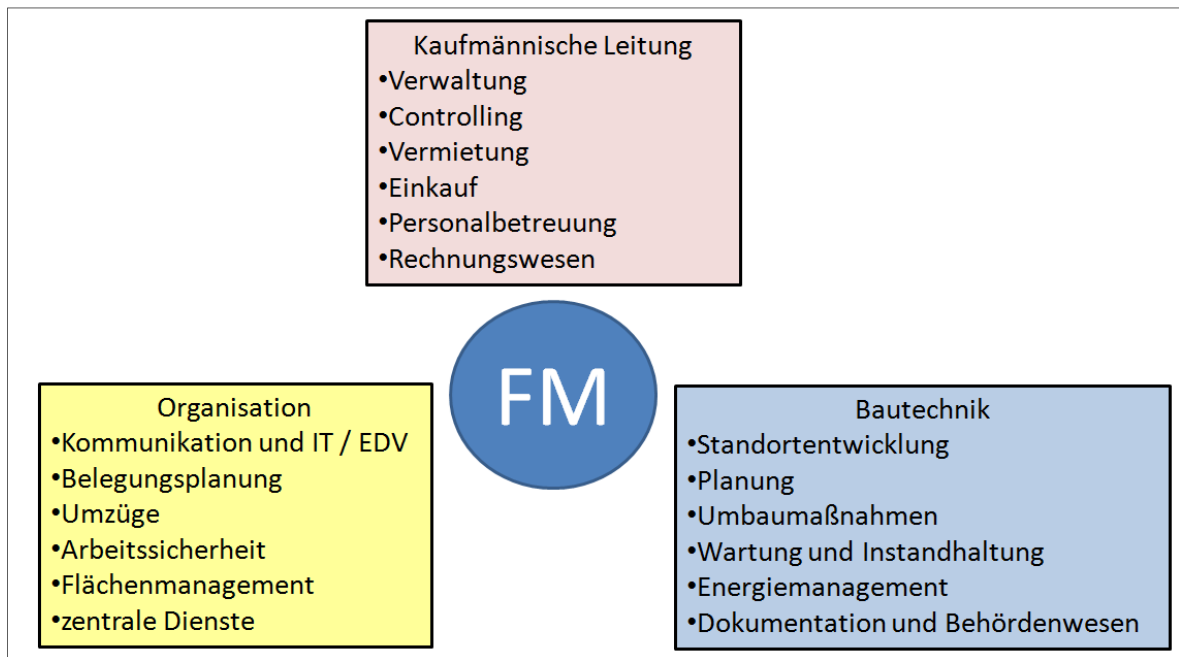 Kaufmännische Leitung
•Verwaltung
•Controlling
•Vermietung
•Einkauf
•Personalbetreuung
•Rechnungswesen
FM
Organisation
•Kommunikation und IT / EDV
•Belegungsplanung
•Umzüge
•Arbeitssicherheit
•Flächenmanagement
•zentrale Dienste
Bautechnik
•Standortentwicklung
•Planung
•Umbaumaßnahmen
•Wartung und Instandhaltung
•Energiemanagement
•Dokumentation und Behördenwesen